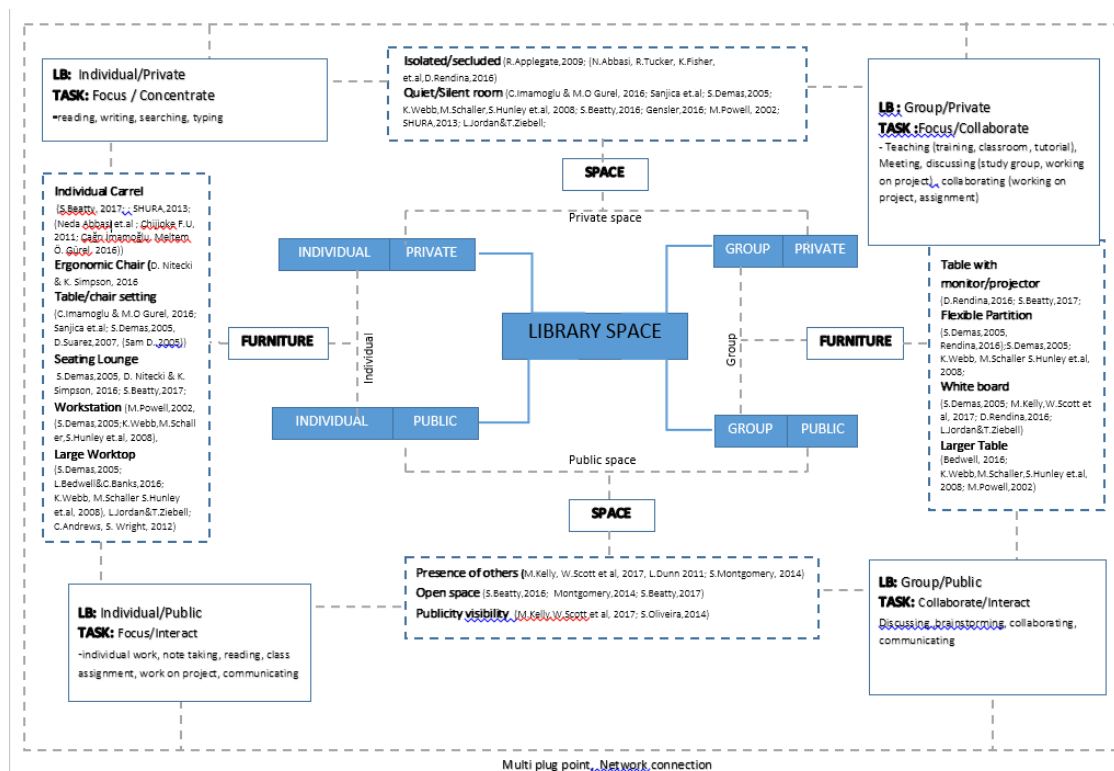 LB: Individual/Private
TASK: Focus / Concentrate
-reading, writing, searching, typing
Isolated/secluded (R.Applegate,2009; (N.Abbasi, R.Tucker, K.Fisher,
et.al,D.Rendina,2016)
Quiet/Silent room (C.Imamoglu & M.O Gurel, 2016; Sanjica et.al; S.Demas,2005;
K.Webb,M.Schaller,S.Hunley et.al, 2008; S.Beatty,2016; Gensler,2016; M.Powell, 2002;
SHURA,2013; L.Jordan&T.Ziebell;
LB : Group/Private
TASK :Focus/Collaborate
- Teaching (training, classroom , tutorial),
Meeting, discussing (study group, working
on project) , collaborating (working on
project, assignment)
SPACE
Private space
INDIVIDUAL PRIVATE
GROUP PRIVATE
Individual Carrel
(S.Beatty, 2017; ; SHURA,2013;
(Neda Abbasi et.al ; Chijioke F.U,
2011; Çağrı İmamoğlu, Meltem
Ö. Gürel, 2016))
Ergonomic Chair (D. Nitecki
& K. Simpson, 2016
Table/chair setting
(C.Imamoglu & M.O Gurel, 2016;
Sanjica et.al; S.Demas,2005,
D.Suarez,2007, (Sam D.,2005))
Seating Lounge
S.Demas,2005, D. Nitecki & K.
Simpson, 2016; S.Beatty,2017;
Workstation (M.Powell,2002,
(S.Demas,2005;K.Webb,M.Schall
er,S.Hunley et.al, 2008),
Large Worktop
(S.Demas,2005;
L.Bedwell&C.Banks,2016;
K.Webb, M.Schaller S.Hunley
et.al, 2008), L.Jordan&T.Ziebell;
C.Andrews, S. Wright, 2012)
FURNITURE
Individual
LIBRARY SPACE
Group
FURNITURE
Table with
monitor/projector
(D.Rendina,2016; S.Beatty,2017;
Flexible Partition
(S.Demas,2005,
Rendina,2016);S.Demas,2005;
K.Webb, M.Schaller S.Hunley et.al,
2008;
White board
(S.Demas,2005; M.Kelly,W.Scott et
al, 2017; D.Rendina,2016;
L.Jordan&T.Ziebell)
Larger Table
(Bedwell, 2016;
K.Webb,M.Schaller,S.Hunley et.al,
2008; M.Powell,2002)
INDIVIDUAL PUBLIC
GROUP PUBLIC
Public space
SPACE
Presence of others (M.Kelly, W.Scott et al, 2017, L.Dunn 2011; S.Montgomery, 2014)
Open space (S.Beatty,2016; Montgomery,2014; S.Beatty,2017)
Publicity visibility (M.Kelly,W.Scott et al, 2017; S.Oliveira,2014)
LB: Individual/Public
TASK: Focus/Interact
-individual work, note taking, reading, class
assignment, work on project, communicating
LB: Group/Public
TASK: Collaborate/Interact
Discussing, brainstorming, collaborating,
communicating
Multi plug point, Network connection